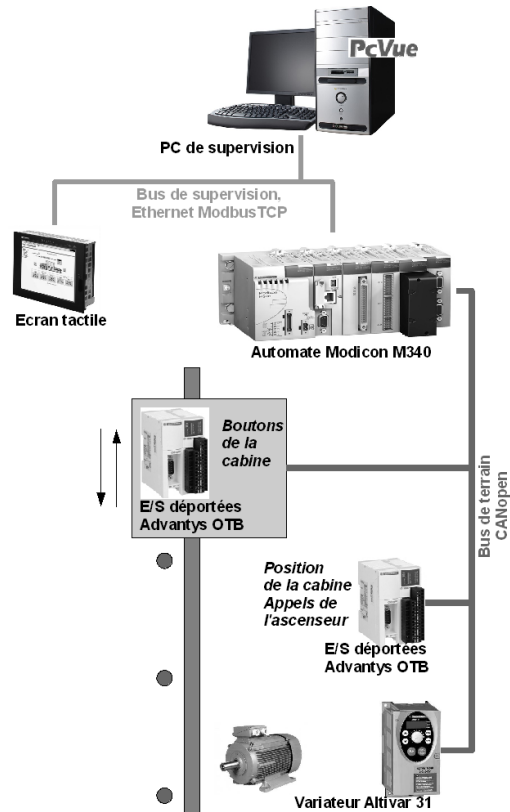 PcVue
PC de supervision
Bus de supervision,
Ethernet ModbusTCP
Ecran tactile
Automate Modicon M340
Boutons
de la
cabine
E/S déportées
Advantys OTB
Bus de terrain
CANopen
Position
de la cabine
Appels de
l'ascenseur
E/S déportées
Advantys OTB
Variateur Altivar 31